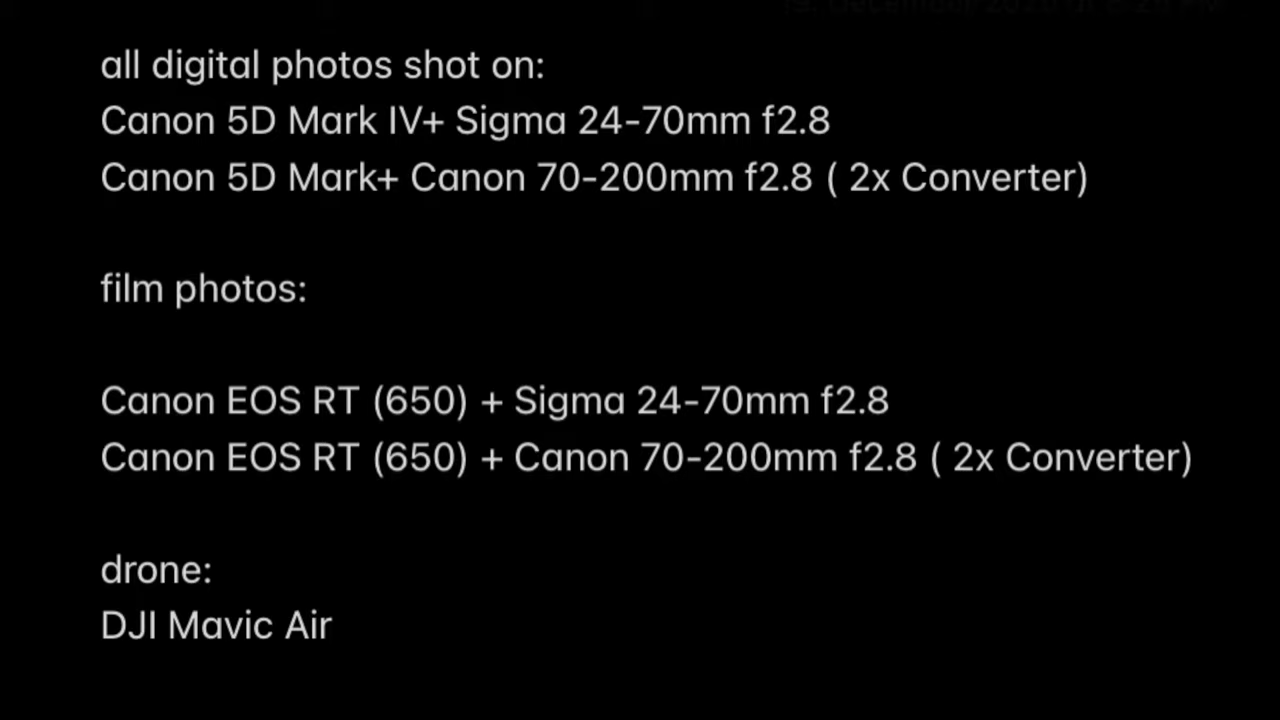 all digital photos shot on:
Canon 5D Mark IV+ Sigma 24-70mm f2.8
Canon 5D Mark+ Canon 70-200mm f2.8 ( 2x Converter)
film photos:
Canon EOS RT (650) + Sigma 24-70mm f2.8
Canon EOS RT (650) + Canon 70-200mm f2.8 ( 2x Converter)
drone:
DJI Mavic Air